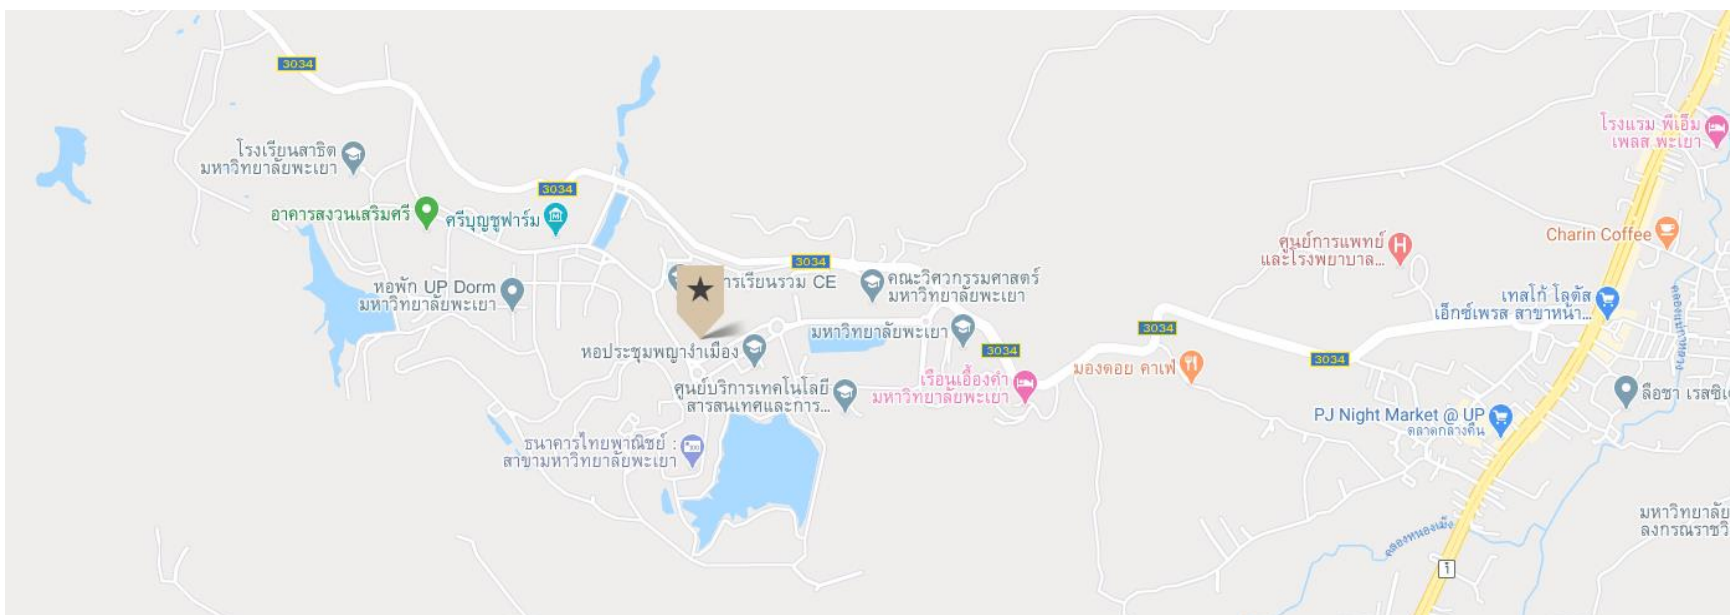 3034
โรงแรม พีเอ็ม
เพลส พะเยา
โรงเรียนสาธิต
มหาวิทยาลัยพะเยา
3034
อาคารสงวนเสริมศรี
ศรีบุญชูฟาร์ม
Charin Coffee
ศูนย์การแพทย์
และโรงพยาบาล...
3034
การเรียนรวม CE
คณะวิศวกรรมศาสตร์
มหาวิทยาลัยพะเยา
หอพัก UP Dorm
มหาวิทยาลัยพะเยา
เทสโก้ โลตัส
เอ็กซ์เพรส สาขาหน้า...
มหาวิทยาลัยพะเยา
3034
3034
3034
หอประชุมพญางำเมือง
มองดอย คาเฟ่
เรือนเอื้องคำ
มหาวิทยาลัยพะเยา
ศูนย์บริการเทคโนโลยี
สารสนเทศและการ...
ลือชา
PJ Night Market @ UP
ตลาดกลางคืน
ธนาคารไทยพาณิชย์ :
สาขามหาวิทยาลัยพะเยา
มหาวิทยาลัย
คลองหนองเม็ง
1